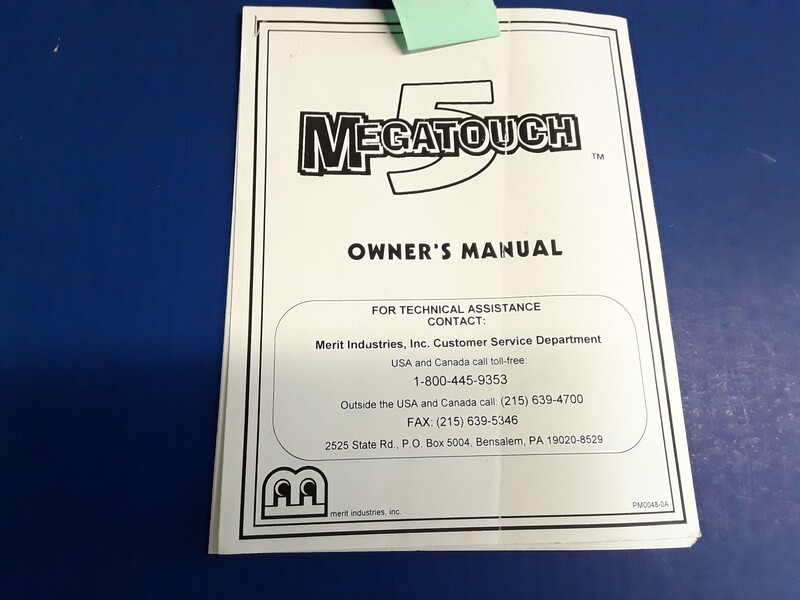 5
MEGATOUCH
TM
OWNER'S MANUAL
FOR TECHNICAL ASSISTANCE
CONTACT:
Merit Industries, Inc. Customer Service Department
USA and Canada call toll-free:
1-800-445-9353
Outside the USA and Canada call: (215) 639-4700
FAX: (215) 639-5346
2525 State Rd., P.O. Box 5004, Bensalem, PA 19020-8529
merit industries, inc.
PM0048-0A